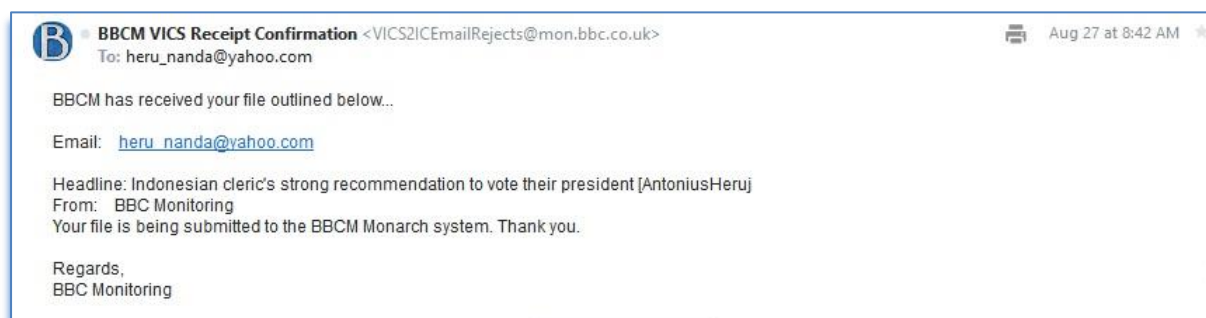 B
BBCM VICS Receipt Confirmation <VICS2ICEmailRejects@mon.bbc.co.uk> Aug 27 at 8:42 AM
To: heru_nanda@yahoo.com
BBCM has received your file outlined below...
Email: heru_nanda@yahoo.com
Headline: Indonesian cleric's strong recommendation to vote their president [AntoniusHeruj
From: BBC Monitoring
Your file is being submitted to the BBCM Monarch system. Thank you.
Regards,
BBC Monitoring